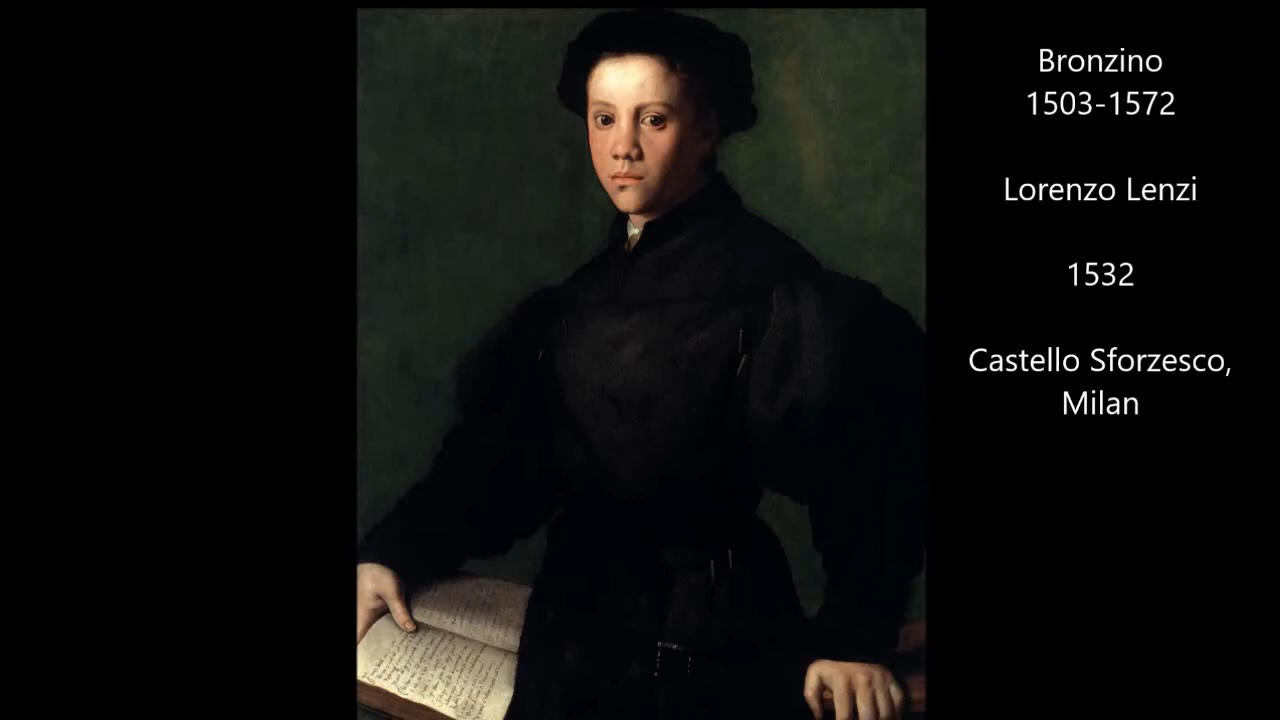 Bronzino
1503-1572
Lorenzo Lenzi
1532
Castello Sforzesco,
Milan